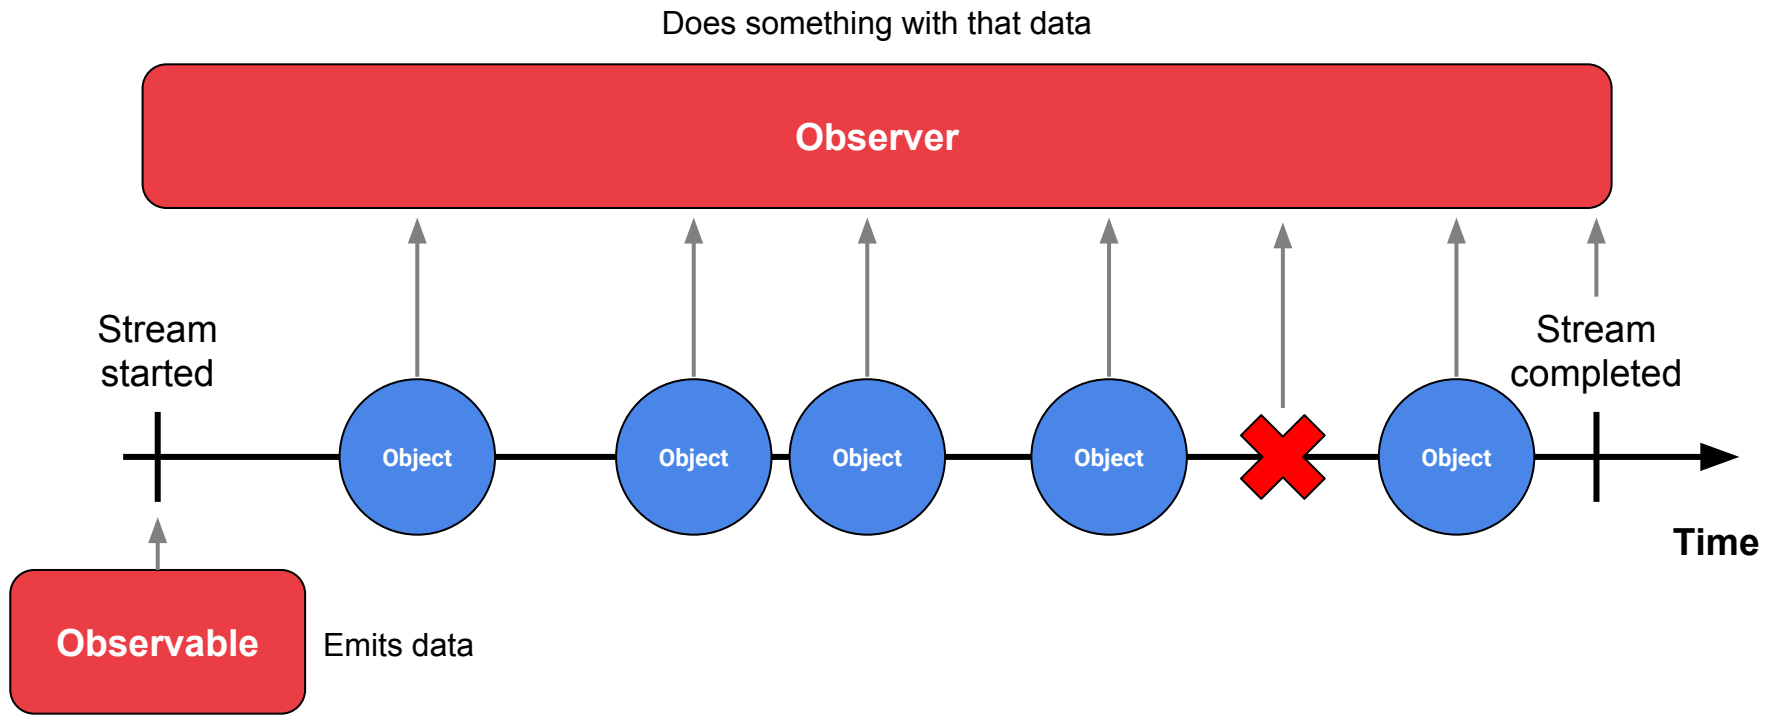 Does something with that data
Observer
Stream
started
Stream
completed
Object
Object
Object
Object
Object
Time
Observable
Emits data